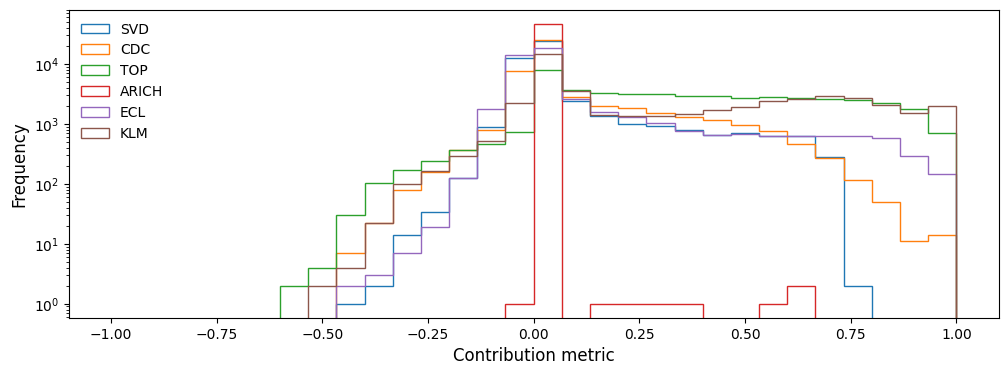 SVD
CDC
TOP
ARICH
ECL
KLM
Frequency
10⁴
10³
10²
10¹
10⁰
−1.00 −0.75 −0.50 −0.25 0.00 0.25 0.50 0.75 1.00
Contribution metric